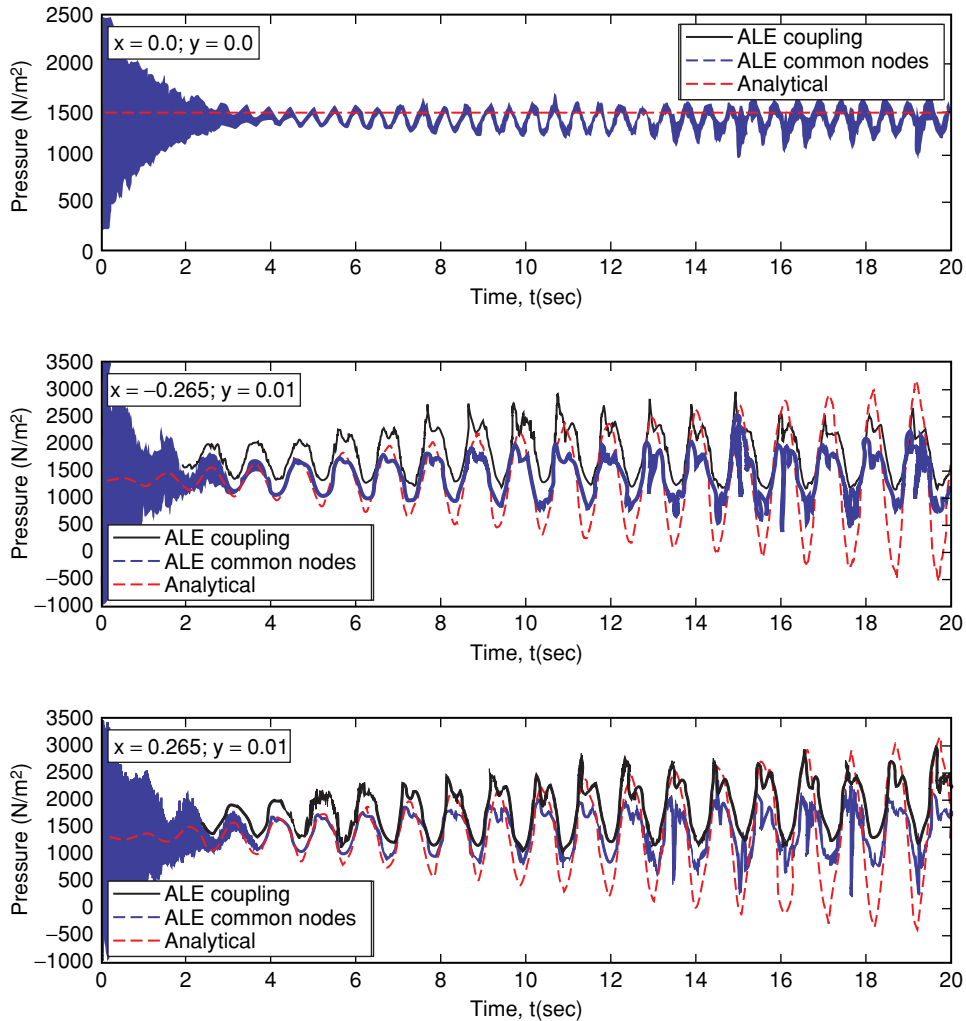 2500
2000
1500
1000
500
0
Pressure (N/m²)
x = 0.0; y = 0.0
ALE coupling
ALE common nodes
Analytical
0 2 4 6 8 10 12 14 16 18 20
Time, t(sec)
3500
3000
2500
2000
1500
1000
500
0
−500
−1000
Pressure (N/m²)
x = −0.265; y = 0.01
ALE coupling
ALE common nodes
Analytical
0 2 4 6 8 10 12 14 16 18 20
Time, t(sec)
3500
3000
2500
2000
1500
1000
500
0
−500
−1000
Pressure (N/m²)
x = 0.265; y = 0.01
ALE coupling
ALE common nodes
Analytical
0 2 4 6 8 10 12 14 16 18 20
Time, t(sec)